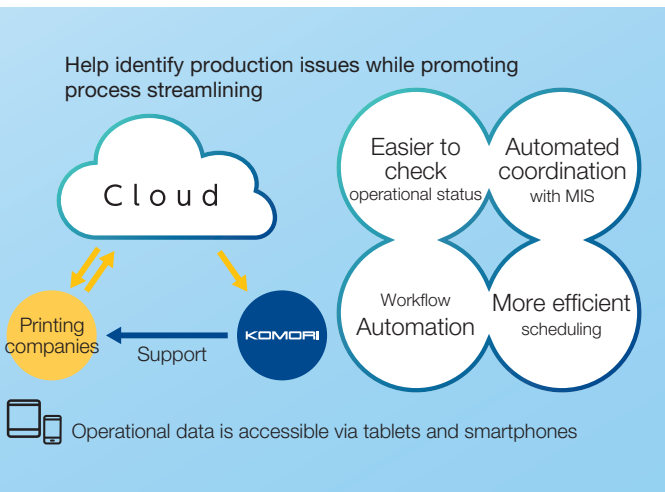 Help identify production issues while promoting
process streamlining
Cloud
Printing
companies
Support
KOMORI
Easier to
check
operational status
Automated
coordination
with MIS
Workflow
Automation
More efficient
scheduling
Operational data is accessible via tablets and smartphones